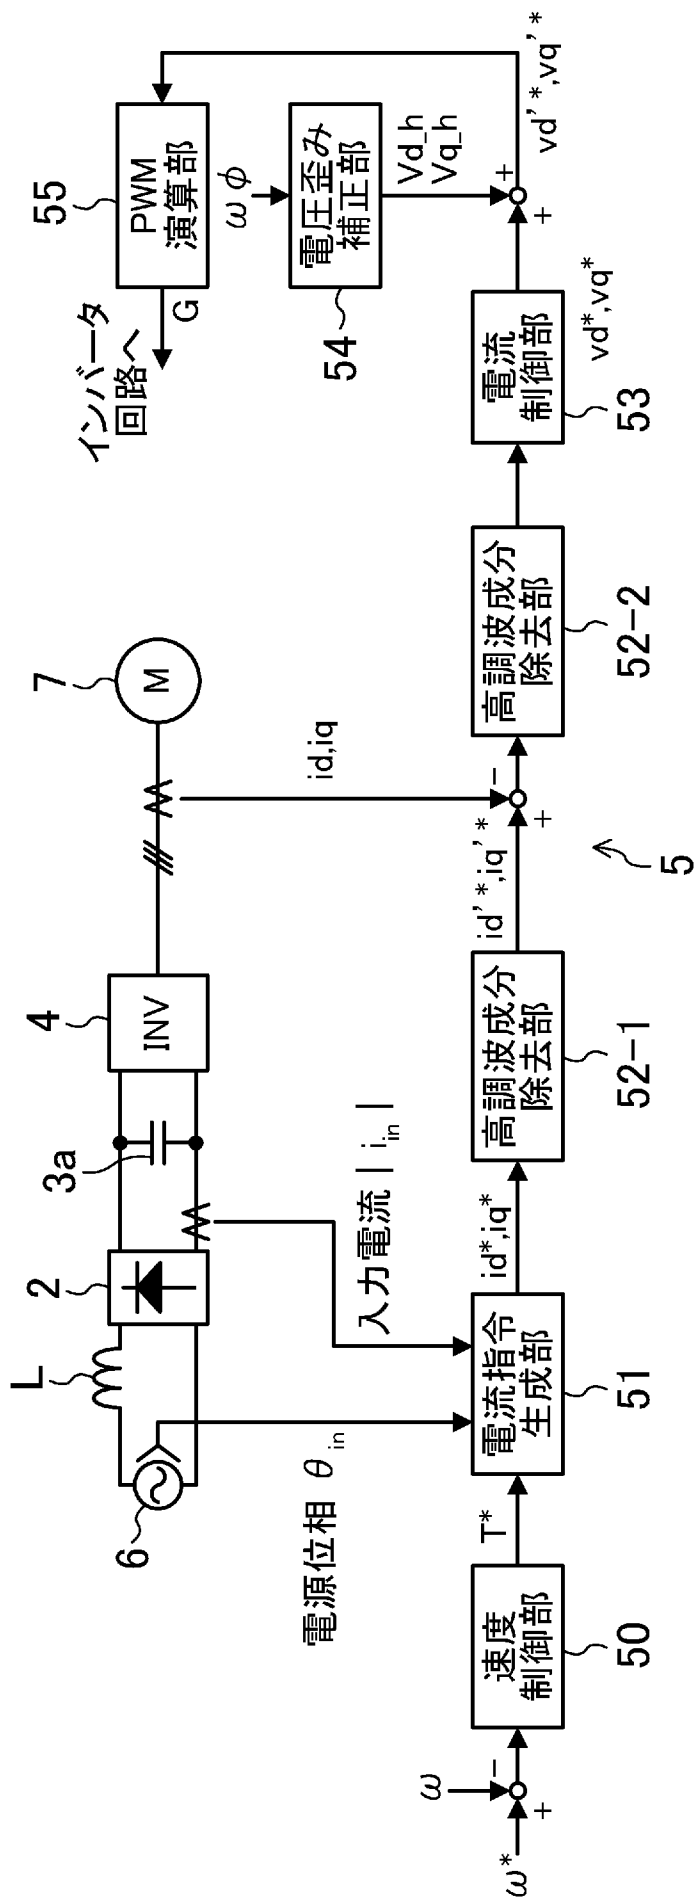 6
L
2
3a
4
INV
7
M
インバータ
回路へ
G
55
PWM
演算部
ω φ
電圧歪み
補正部
54
Vd_h
Vq_h
電源位相 θin
入力電流|iin|
id,iq
ω*
ω
+
−
速度
制御部
50
T*
電流指令
生成部
51
id*,iq*
高調波成分
除去部
52-1
id'*,iq'*
+
−
5
高調波成分
除去部
52-2
電流
制御部
53
vd*,vq*
+
+
vd'*,vq'*